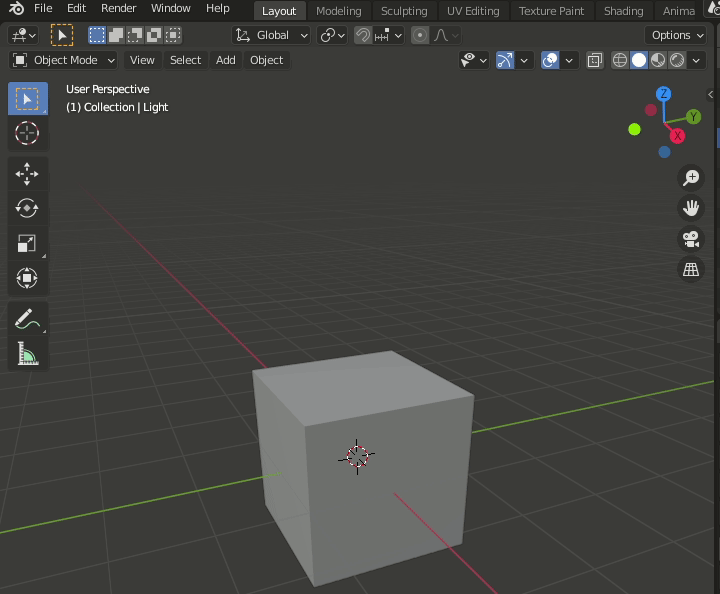 File Edit Render Window Help Layout Modeling Sculpting UV Editing Texture Paint Shading Anima
Global Options
Object Mode View Select Add Object
User Perspective
(1) Collection | Light
Z
Y
X